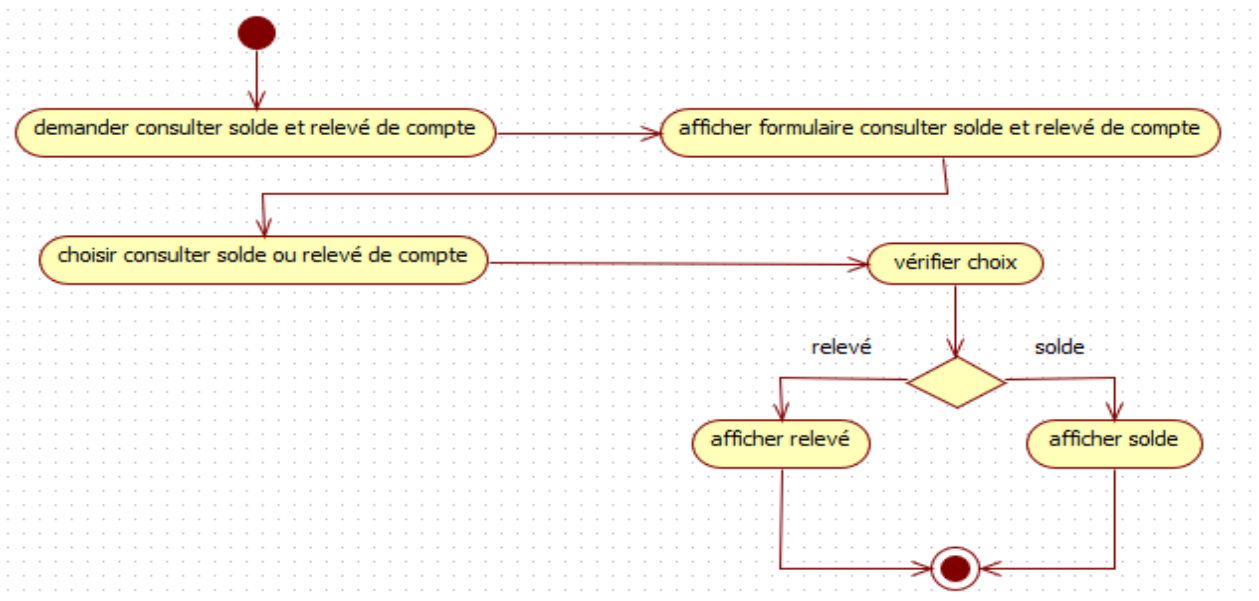 demander consulter solde et relevé de compte
afficher formulaire consulter solde et relevé de compte
choisir consulter solde ou relevé de compte
vérifier choix
relevé
solde
afficher relevé
afficher solde